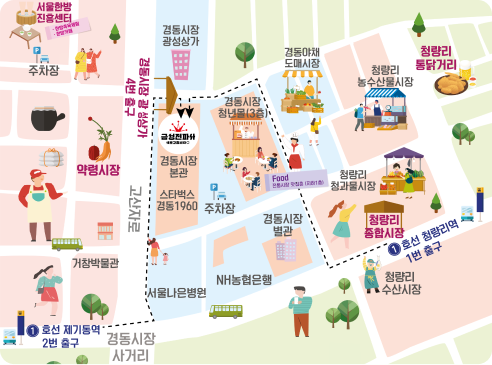 서울한방
진흥센터
주차장
경동시장
광성상가
경동시장 광성상가
4번 출구
금성전파사
경동시장
청년몰(3층)
경동야채
도매시장
청량리
통닭거리
청량리
농수산물시장
약령시장
경동시장
본관
스타벅스
경동1960
주차장
Food
고산자로
경동시장
별관
청량리
청과물시장
청량리
종합시장
1 호선 청량리역
1번 출구
거창박물관
서울나은병원
NH농협은행
청량리
수산시장
1 호선 제기동역
2번 출구
경동시장
사거리